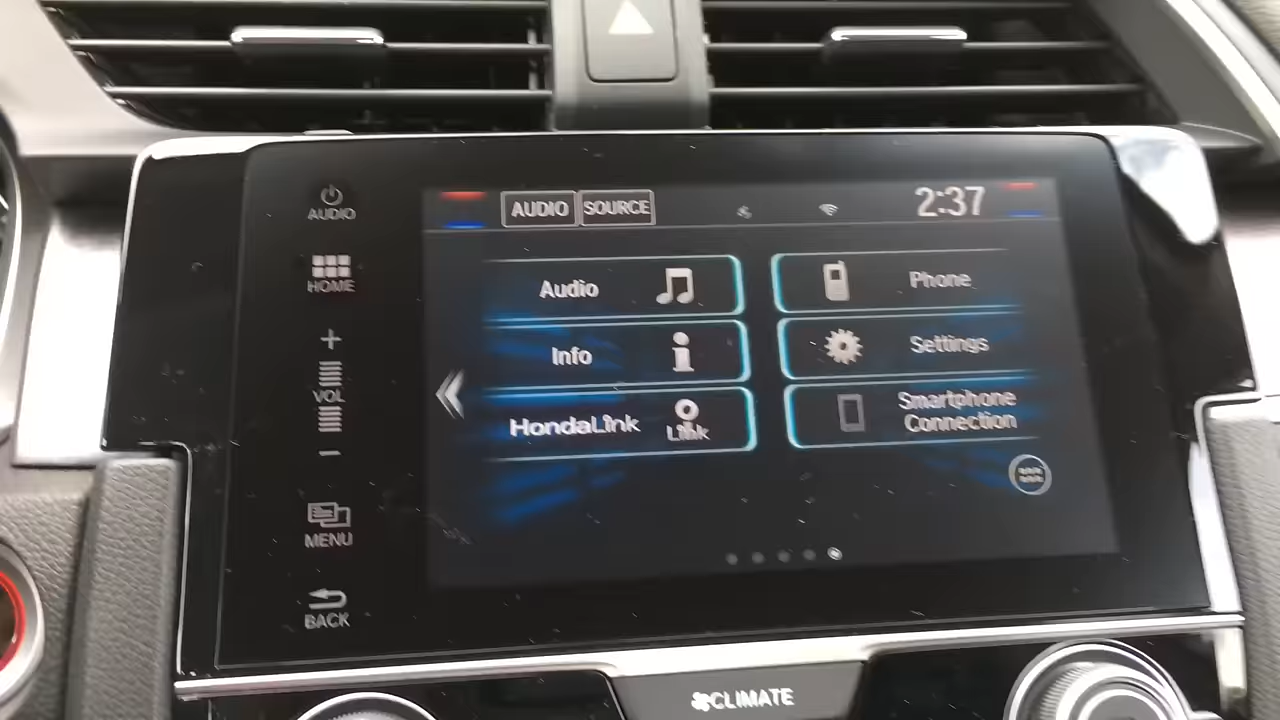 AUDIO
HOME
+
VOL
−
MENU
BACK
AUDIO SOURCE 2:37
Audio
Phone
Info
Settings
HondaLink
Link
Smartphone
Connection
CLIMATE